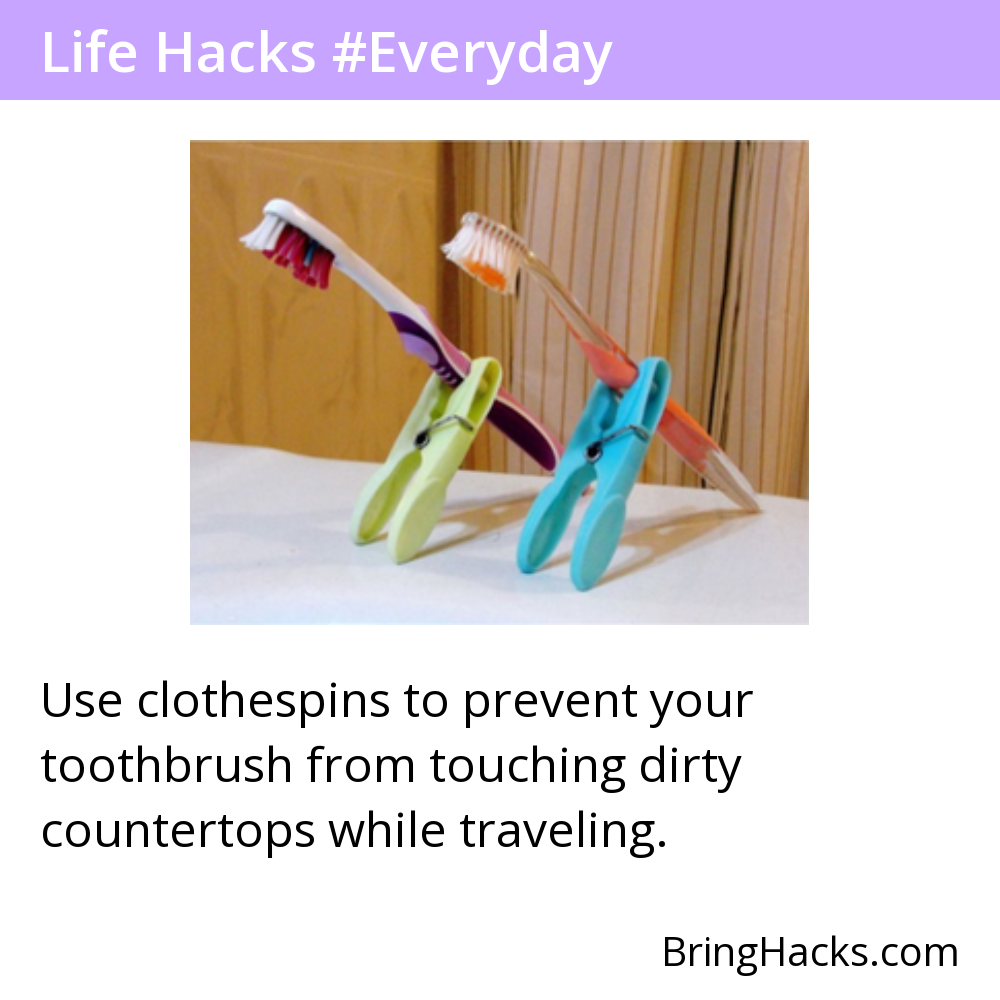 Life Hacks #Everyday
Use clothespins to prevent your
toothbrush from touching dirty
countertops while traveling.
BringHacks.com